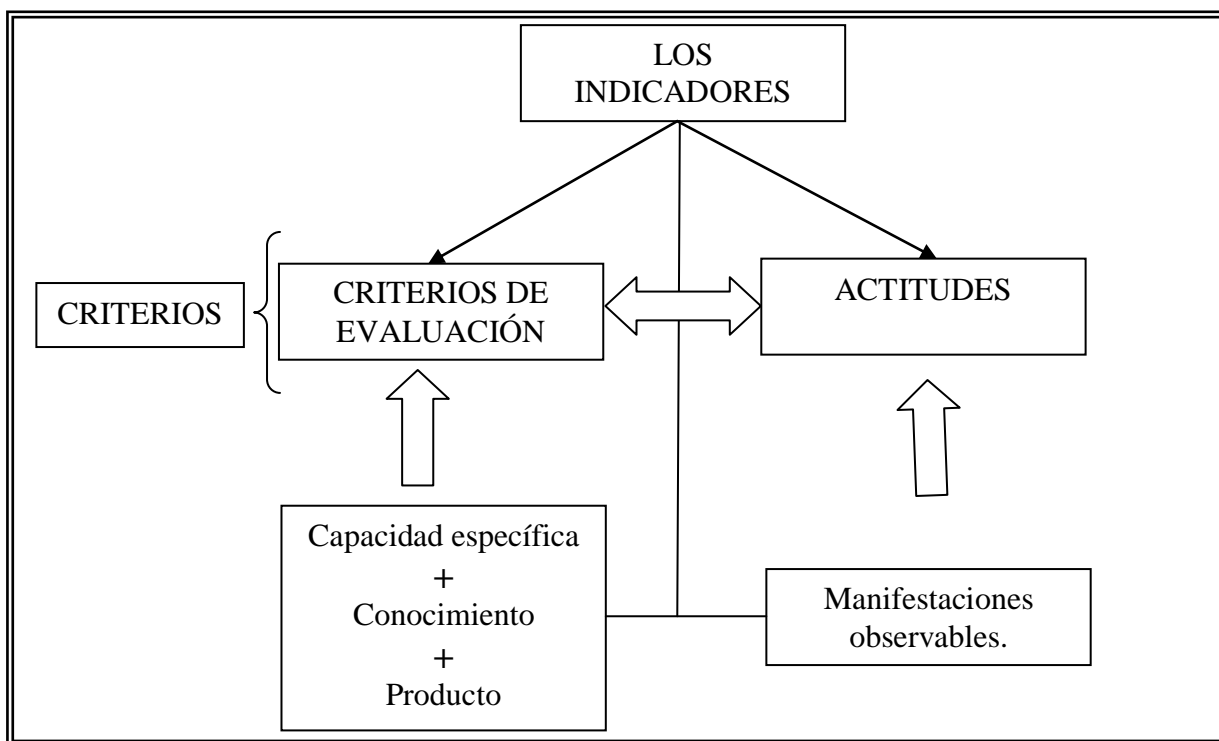 LOS
INDICADORES
CRITERIOS
CRITERIOS DE
EVALUACIÓN
ACTITUDES
Capacidad específica
+
Conocimiento
+
Producto
Manifestaciones
observables.